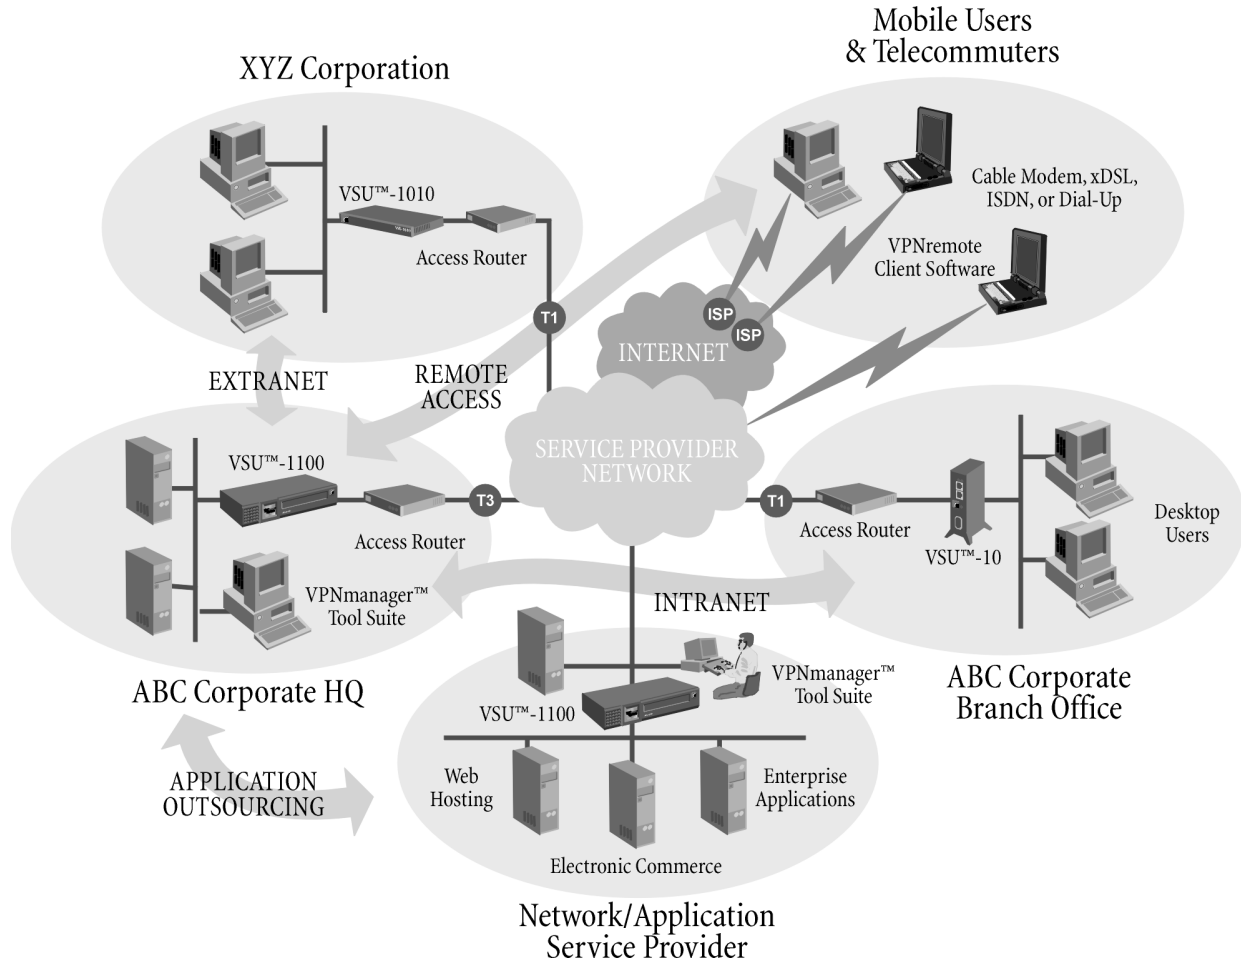 Mobile Users
& Telecommuters
XYZ Corporation
Cable Modem, xDSL,
ISDN, or Dial-Up
VSU™-1010
Access Router
VPNremote
Client Software
T1
ISP
ISP
INTERNET
EXTRANET
REMOTE
ACCESS
SERVICE PROVIDER
NETWORK
VSU™-1100
T3
Access Router
T1
Access Router
VSU™-10
Desktop
Users
VPNmanager™
Tool Suite
INTRANET
ABC Corporate HQ
ABC Corporate
Branch Office
VPNmanager™
Tool Suite
VSU™-1100
APPLICATION
OUTSOURCING
Web
Hosting
Enterprise
Applications
Electronic Commerce
Network/Application
Service Provider